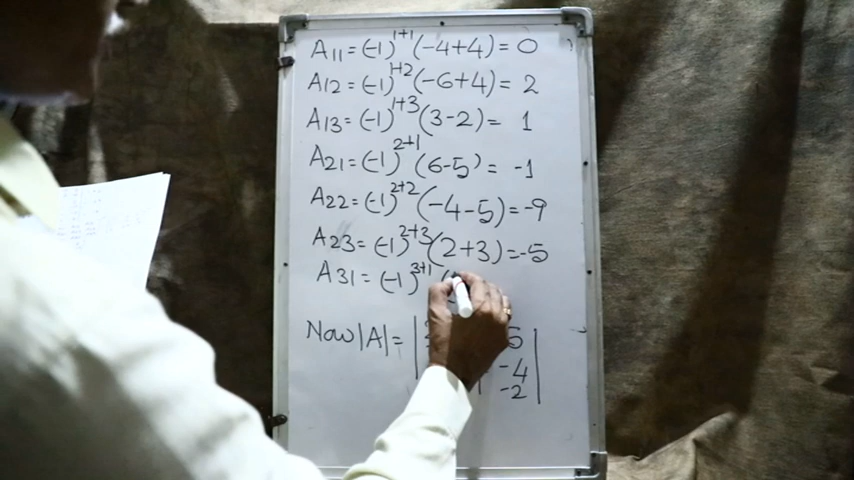 A11=(-1)^1+1(-4+4)=0
A12=(-1)^1+2(-6+4)=2
A13=(-1)^1+3(3-2)=1
A21=(-1)^2+1(6-5)=-1
A22=(-1)^2+2(-4-5)=-9
A23=(-1)^2+3(2+3)=-5
A31=(-1)^3+1(
Now|A|=| 5|
-4
-2